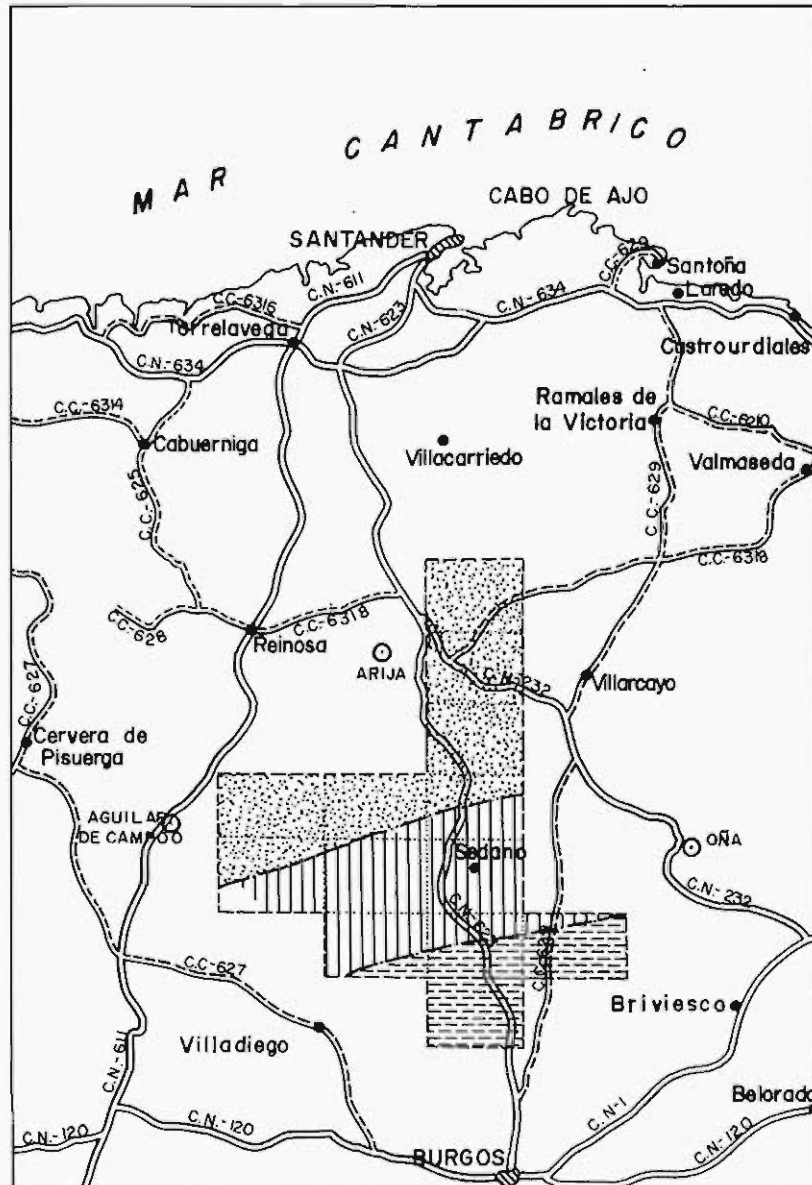 MAR CANTABRICO
CABO DE AJO
SANTANDER
C.C.-629
Santoña
Laredo
C.N.-611
C.C-6316
C.N.-634
C.N.-623
Torrelavega
Castrourdiales
C.N.-634
C.C.-6314
Ramales de
la Victoria
C.C.-6210
Cabuerniga
Villacarriedo
Valmaseda
C.C.-625
C.C.-629
C.C.-6318
C.C.-628
C.C.-6318
Reinosa
ARIJA
C.N.-232
Villarcayo
C.C.-627
Cervera de
Pisuerga
AGUILAR
DE CAMPOO
OÑA
Sedano
C.N.-232
C.C.-627
Briviesco
Villadiego
C.N.-611
Belorado
C.N.-1
C.N.-120
C.N.-120
C.N.-120
BURGOS